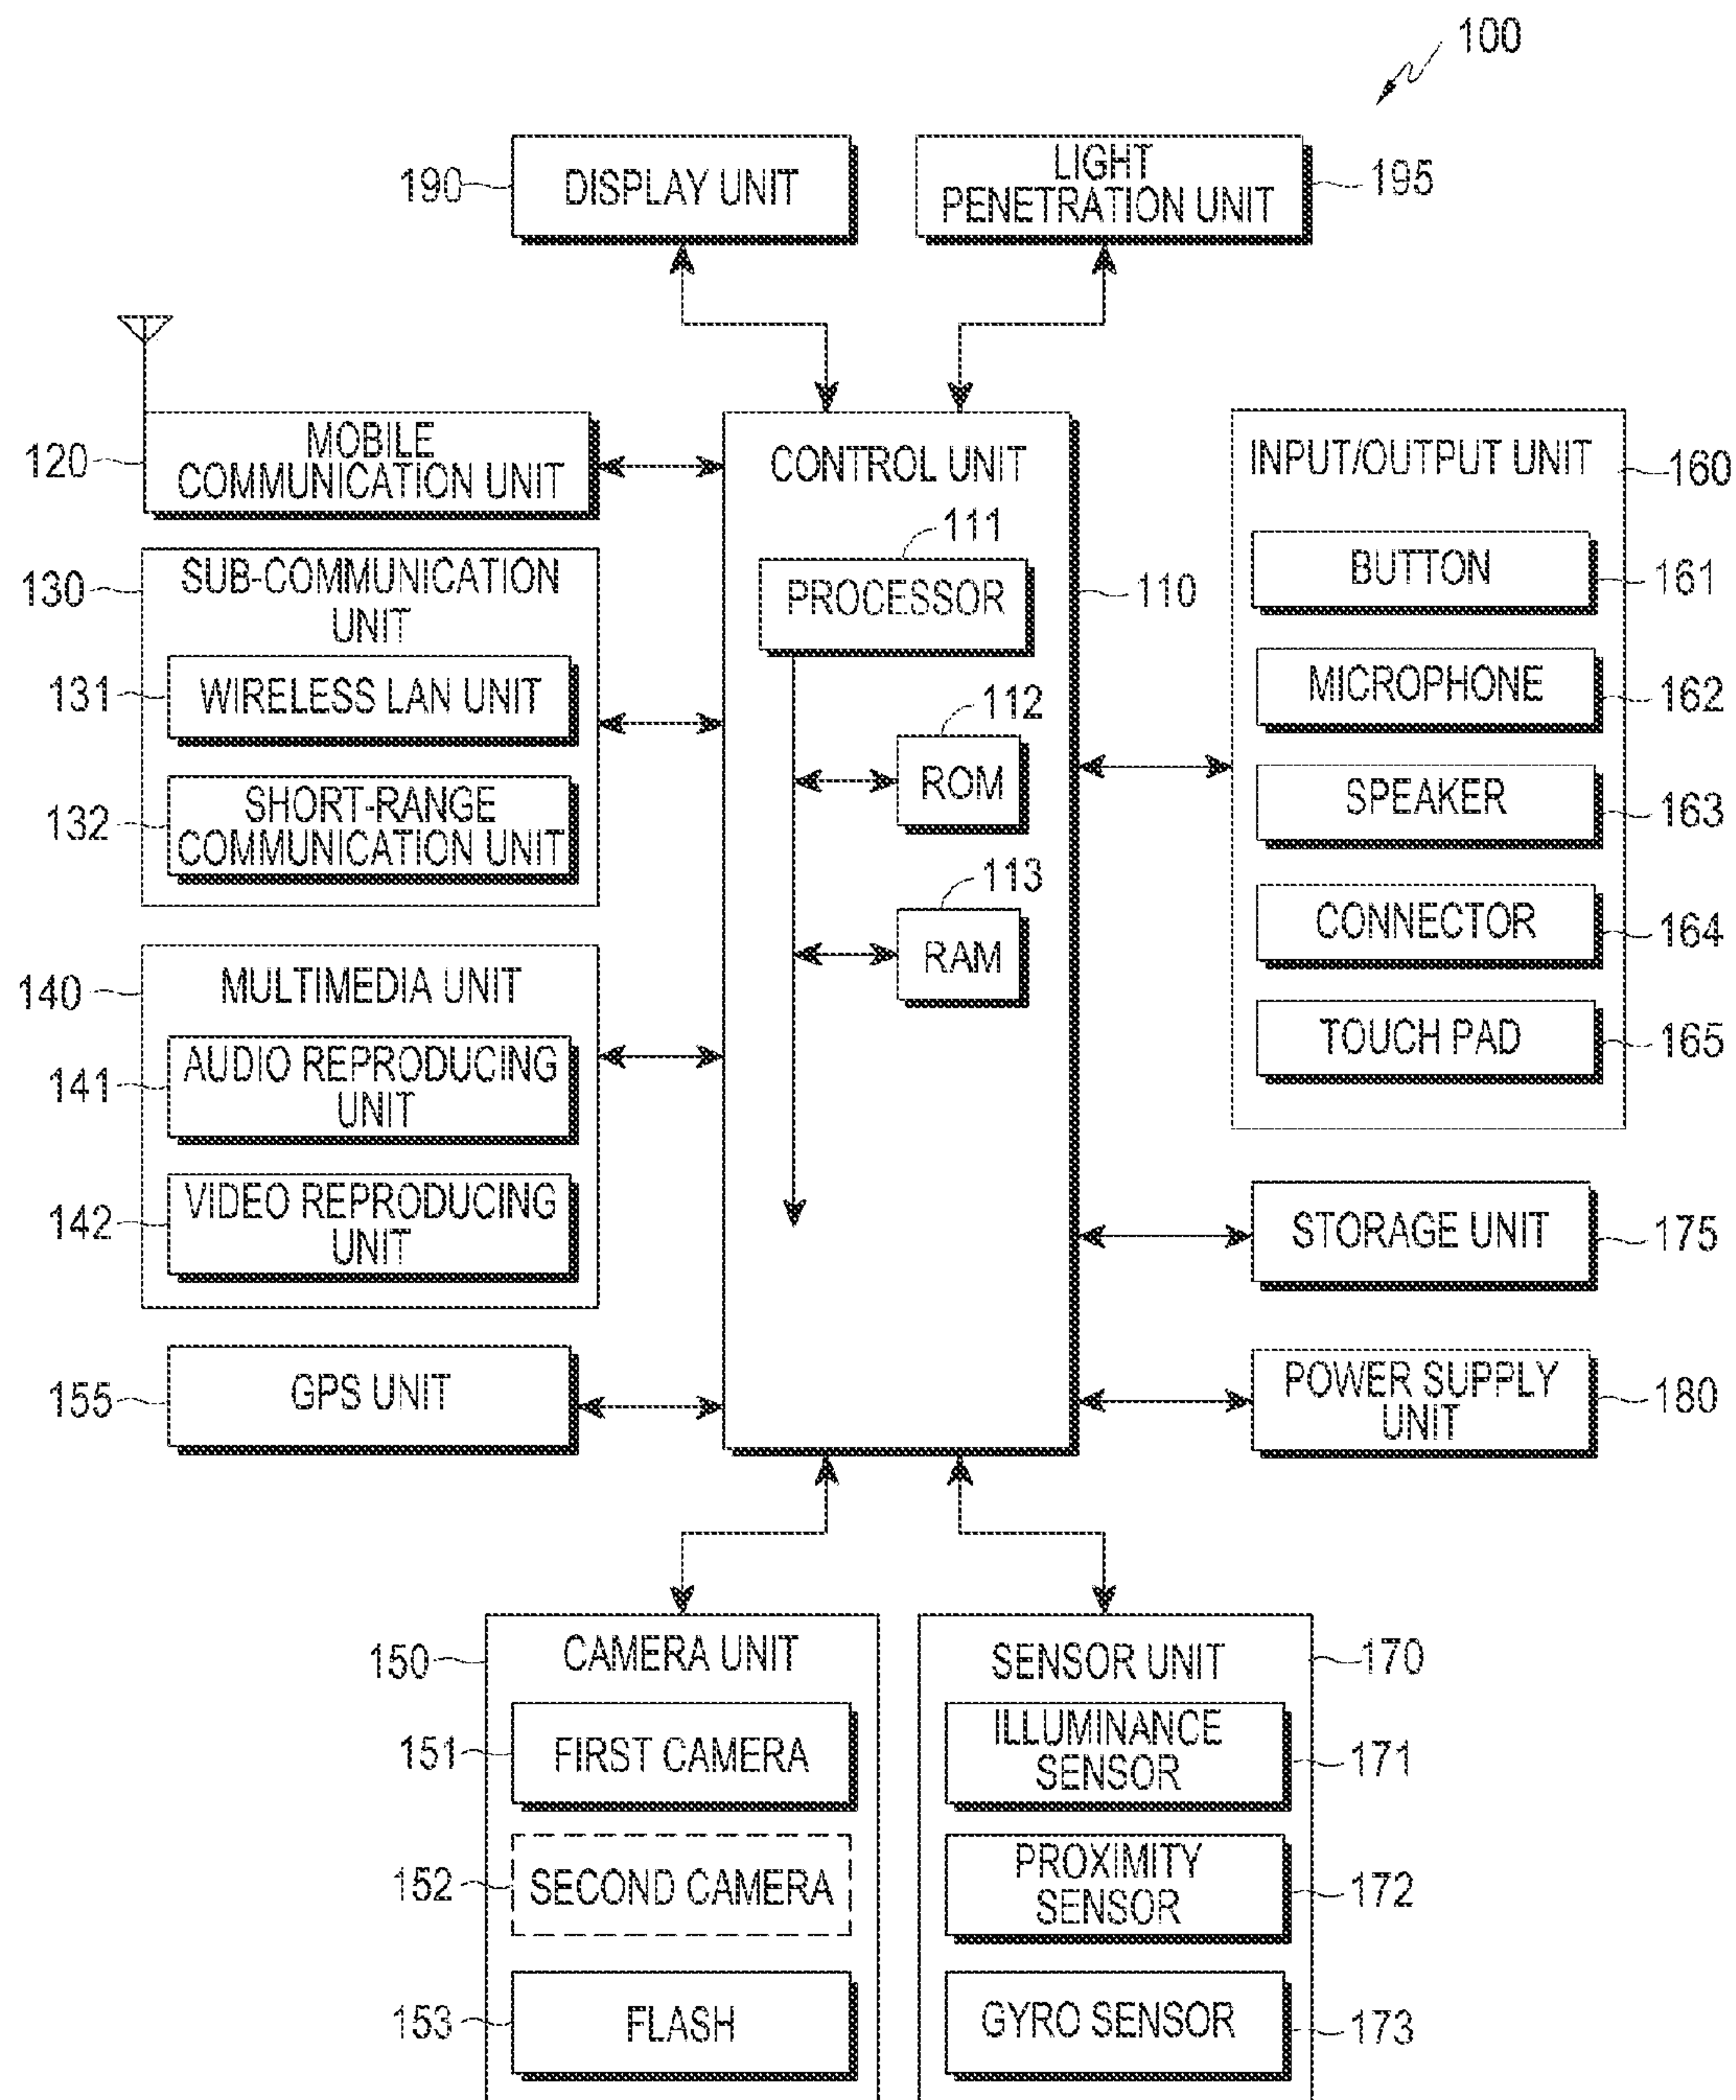 100
190
DISPLAY UNIT
LIGHT
PENETRATION UNIT
195
120
MOBILE
COMMUNICATION UNIT
130
SUB-COMMUNICATION
UNIT
131
WIRELESS LAN UNIT
132
SHORT-RANGE
COMMUNICATION UNIT
140
MULTIMEDIA UNIT
141
AUDIO REPRODUCING
UNIT
142
VIDEO REPRODUCING
UNIT
155
GPS UNIT
CONTROL UNIT
110
111
PROCESSOR
112
ROM
113
RAM
INPUT/OUTPUT UNIT
160
BUTTON
161
MICROPHONE
162
SPEAKER
163
CONNECTOR
164
TOUCH PAD
165
STORAGE UNIT
175
POWER SUPPLY
UNIT
180
150
CAMERA UNIT
151
FIRST CAMERA
152
SECOND CAMERA
153
FLASH
SENSOR UNIT
170
ILLUMINANCE
SENSOR
171
PROXIMITY
SENSOR
172
GYRO SENSOR
173